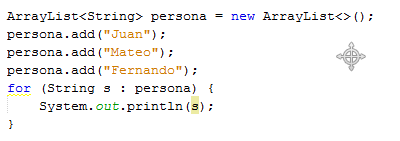 ArrayList<String> persona = new ArrayList<>();
persona.add("Juan");
persona.add("Mateo");
persona.add("Fernando");
for (String s : persona) {
    System.out.println(s);
}